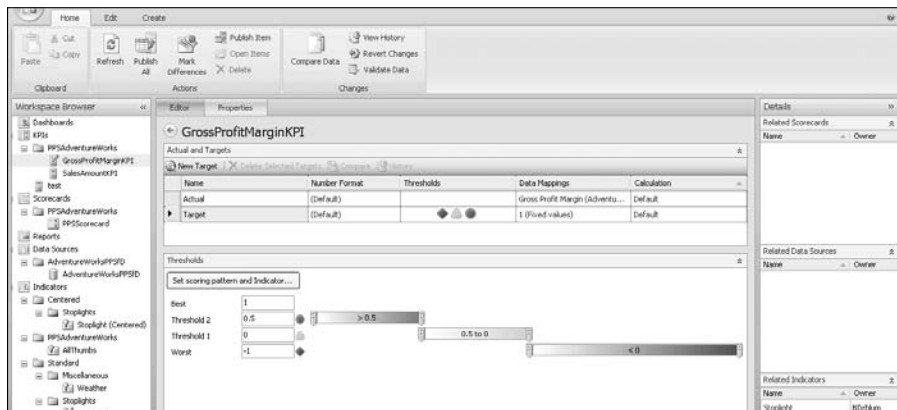 Home Edit Create
Paste
Cut
Copy
Clipboard
Refresh
Publish All
Mark Differences
Publish Item
Open Items
Delete
Actions
Compare Data
View History
Revert Changes
Validate Data
Changes
Workspace Browser
Dashboards
KPIs
PPSAdventureWorks
GrossProfitMarginKPI
SalesAmountKPI
test
Scorecards
PPSAdventureWorks
PPSScorecard
Reports
Data Sources
AdventureWorksPPSfD
AdventureWorksPPSfD
Indicators
Centered
Stoplights
Stoplight (Centered)
PPSAdventureWorks
AllThumbs
Standard
Miscellaneous
Weather
Stoplights
Editor Properties
GrossProfitMarginKPI
Actual and Targets
New Target Delete Selected Targets Compare History
Name Number Format Thresholds Data Mappings Calculation
Actual (Default) Gross Profit Margin (Adventu... Default
Target (Default) 1 (Fixed values) Default
Thresholds
Set scoring pattern and Indicator...
Best 1
Threshold 2 0.5 > 0.5
Threshold 1 0 0.5 to 0
Worst -1 < 0
Details
Related Scorecards
Name Owner
Related Data Sources
Name Owner
Related Indicators
Name Owner
Stoplight